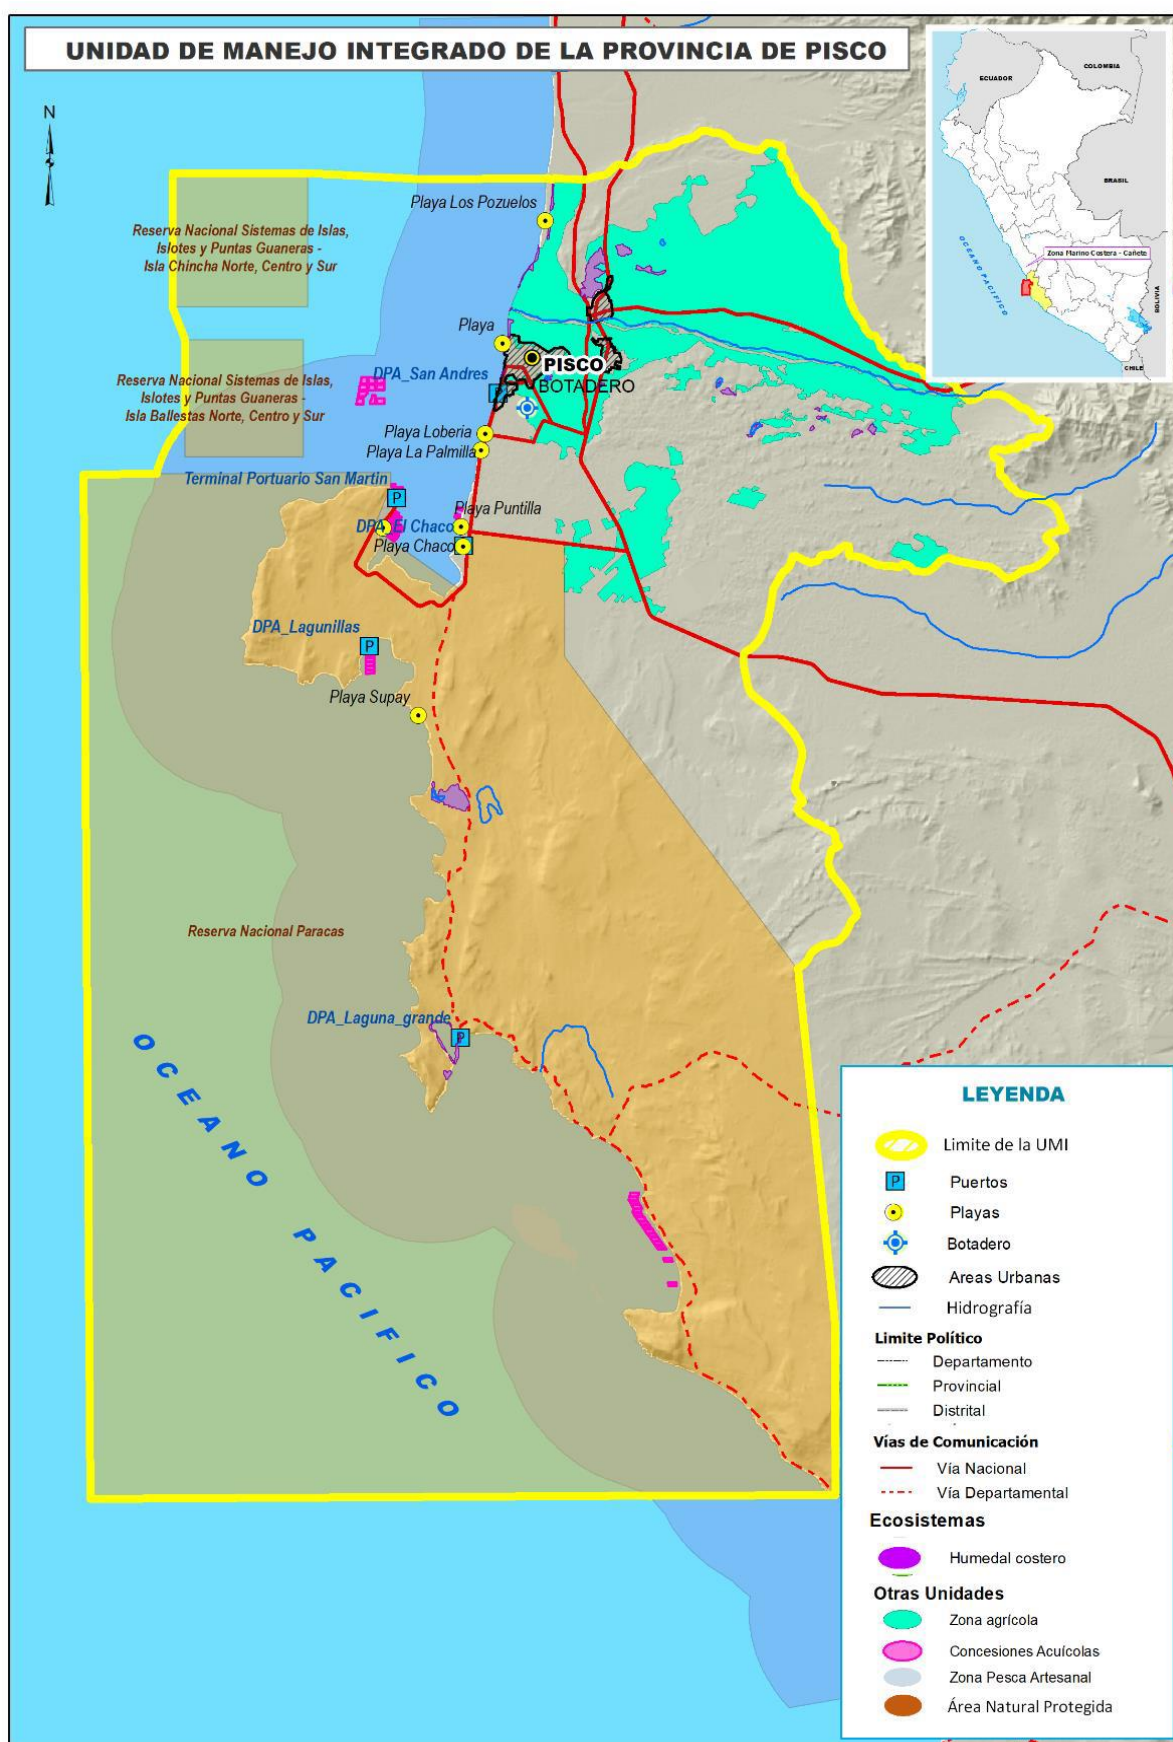 UNIDAD DE MANEJO INTEGRADO DE LA PROVINCIA DE PISCO
N
ECUADOR
COLOMBIA
BRASIL
BOLIVIA
CHILE
OCEANO PACIFICO
Zona Marino Costera - Cañete
Playa Los Pozuelos
Reserva Nacional Sistemas de Islas,
Islotes y Puntas Guaneras -
Isla Chincha Norte, Centro y Sur
Playa
PISCO
BOTADERO
DPA_San Andres
P
Reserva Nacional Sistemas de Islas,
Islotes y Puntas Guaneras -
Isla Ballestas Norte, Centro y Sur
Playa Loberia
Playa La Palmilla
Terminal Portuario San Martin
P
Playa Puntilla
DPA_El Chaco
Playa Chaco
DPA_Lagunillas
P
Playa Supay
Reserva Nacional Paracas
DPA_Laguna_grande
P
OCEANO PACIFICO
LEYENDA
Limite de la UMI
P
Puertos
Playas
Botadero
Areas Urbanas
Hidrografía
Limite Político
Departamento
Provincial
Distrital
Vías de Comunicación
Vía Nacional
Vía Departamental
Ecosistemas
Humedal costero
Otras Unidades
Zona agrícola
Concesiones Acuícolas
Zona Pesca Artesanal
Área Natural Protegida